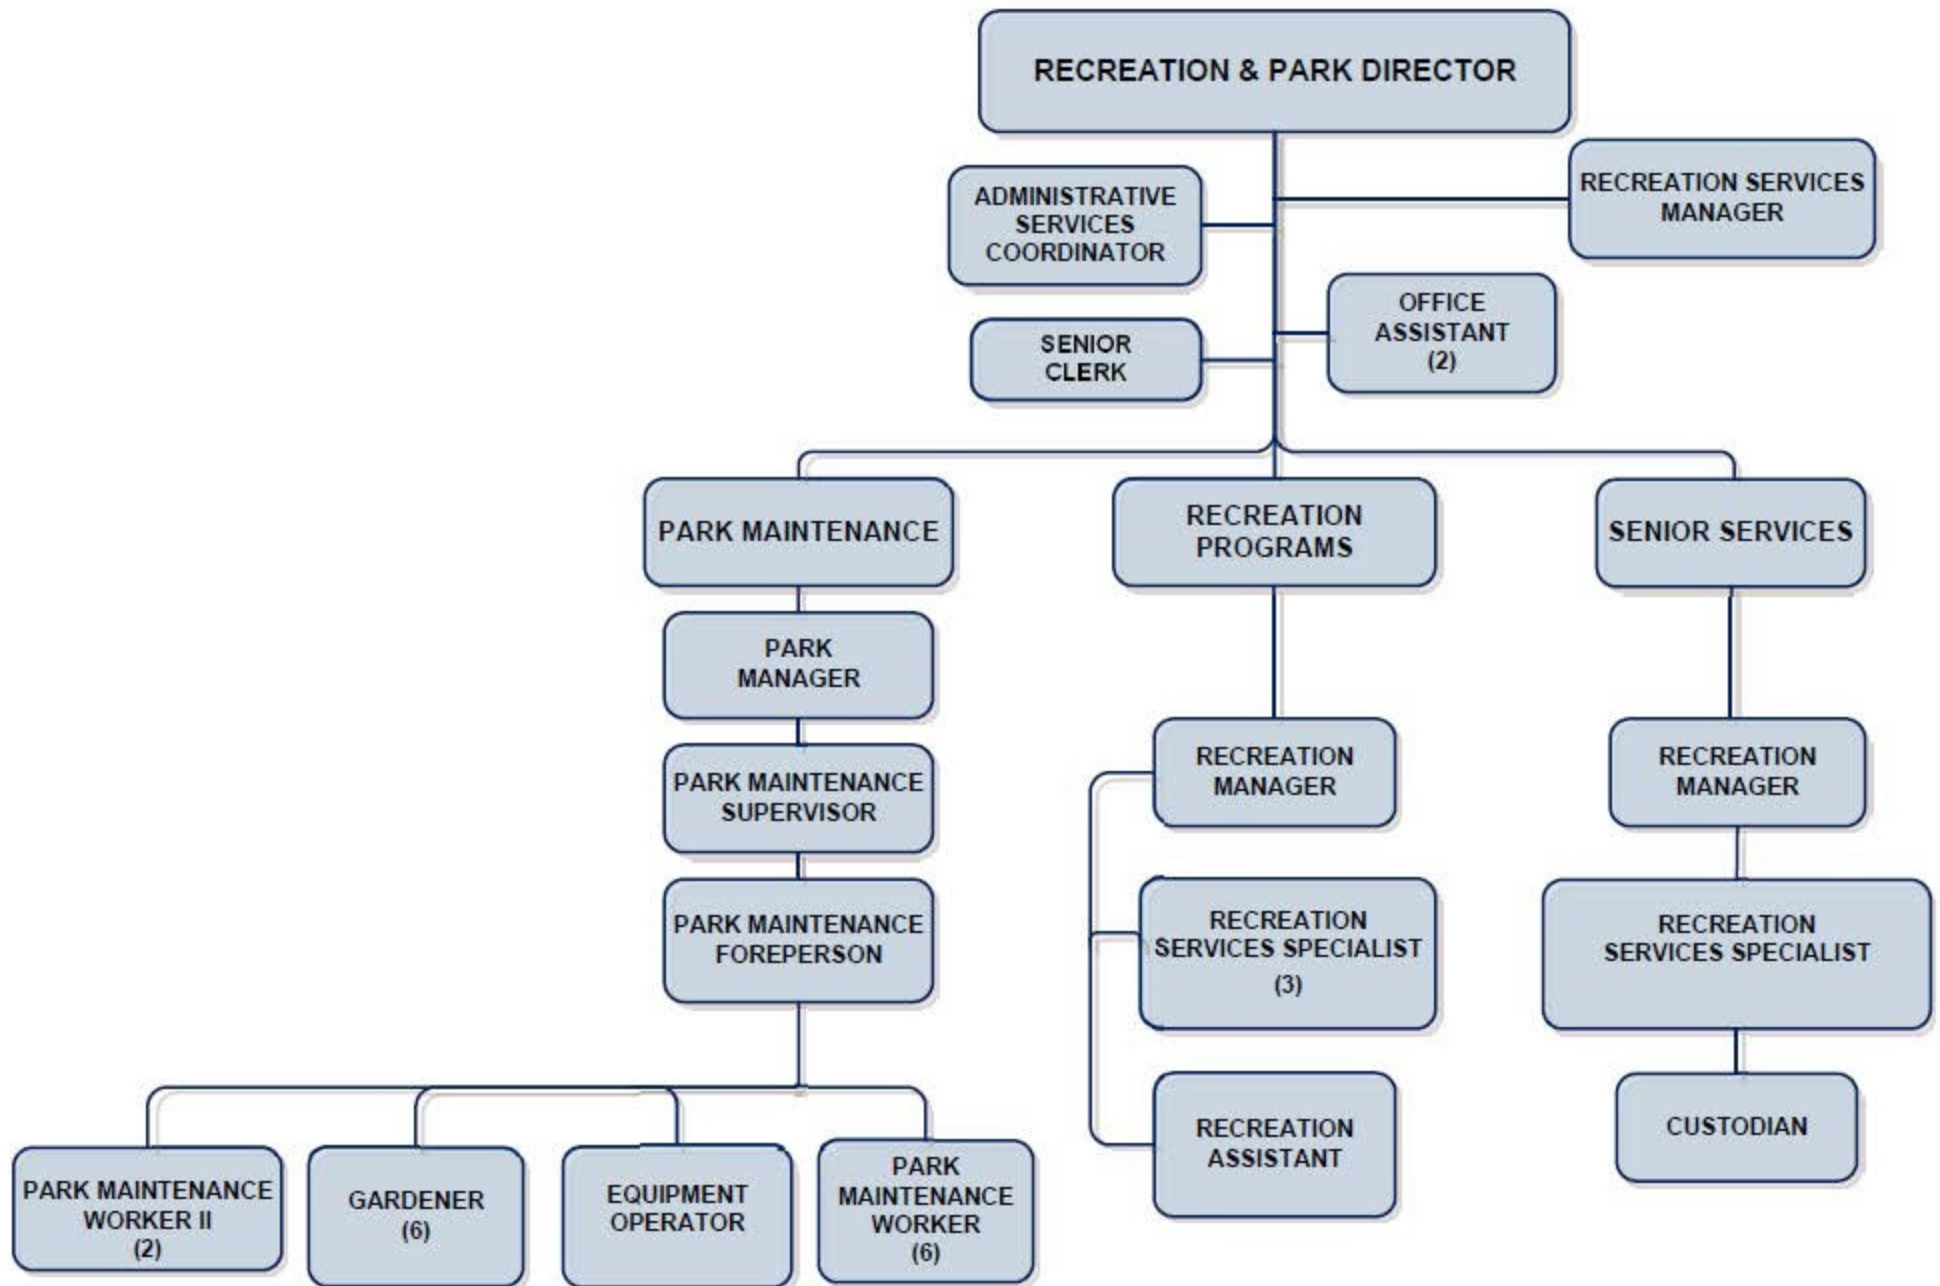 RECREATION & PARK DIRECTOR
RECREATION SERVICES
MANAGER
ADMINISTRATIVE
SERVICES
COORDINATOR
OFFICE
ASSISTANT
(2)
SENIOR
CLERK
PARK MAINTENANCE
RECREATION
PROGRAMS
SENIOR SERVICES
PARK
MANAGER
PARK MAINTENANCE
SUPERVISOR
PARK MAINTENANCE
FOREPERSON
PARK MAINTENANCE
WORKER II
(2)
GARDENER
(6)
EQUIPMENT
OPERATOR
PARK
MAINTENANCE
WORKER
(6)
RECREATION
MANAGER
RECREATION
SERVICES SPECIALIST
(3)
RECREATION
ASSISTANT
RECREATION
MANAGER
RECREATION
SERVICES SPECIALIST
CUSTODIAN